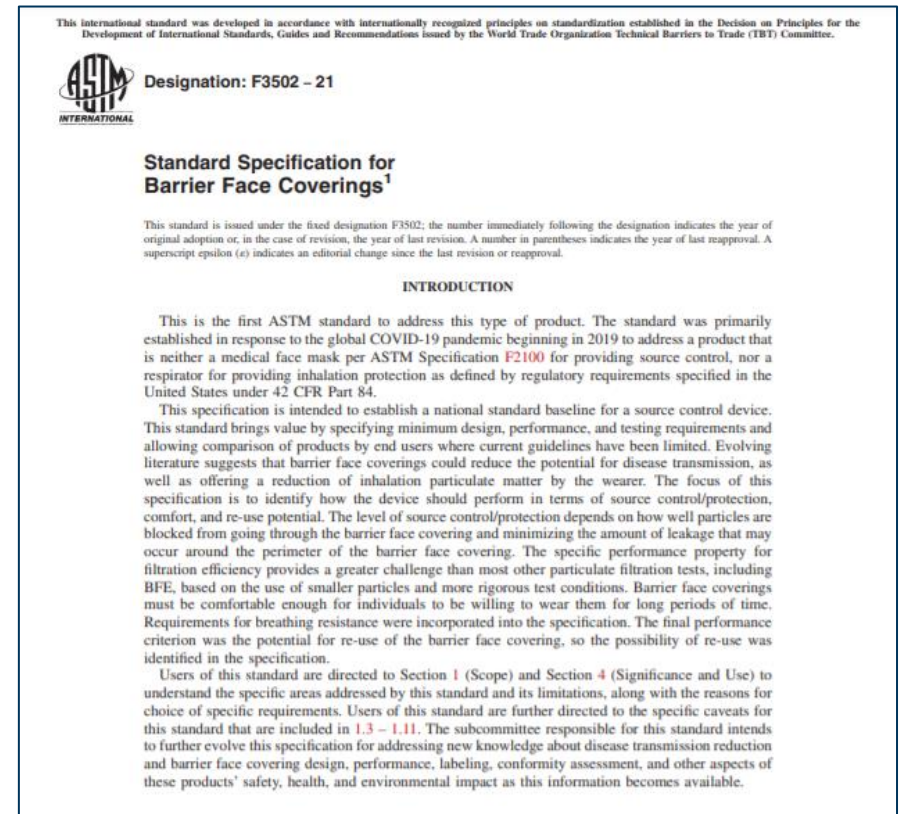 This international standard was developed in accordance with internationally recognized principles on standardization established in the Decision on Principles for the
Development of International Standards, Guides and Recommendations issued by the World Trade Organization Technical Barriers to Trade (TBT) Committee.
ASTM
INTERNATIONAL
Designation: F3502 – 21
Standard Specification for
Barrier Face Coverings1
This standard is issued under the fixed designation F3502; the number immediately following the designation indicates the year of
original adoption or, in the case of revision, the year of last revision. A number in parentheses indicates the year of last reapproval. A
superscript epsilon (ε) indicates an editorial change since the last revision or reapproval.
INTRODUCTION
This is the first ASTM standard to address this type of product. The standard was primarily
established in response to the global COVID-19 pandemic beginning in 2019 to address a product that
is neither a medical face mask per ASTM Specification F2100 for providing source control, nor a
respirator for providing inhalation protection as defined by regulatory requirements specified in the
United States under 42 CFR Part 84.
This specification is intended to establish a national standard baseline for a source control device.
This standard brings value by specifying minimum design, performance, and testing requirements and
allowing comparison of products by end users where current guidelines have been limited. Evolving
literature suggests that barrier face coverings could reduce the potential for disease transmission, as
well as offering a reduction of inhalation particulate matter by the wearer. The focus of this
specification is to identify how the device should perform in terms of source control/protection,
comfort, and re-use potential. The level of source control/protection depends on how well particles are
blocked from going through the barrier face covering and minimizing the amount of leakage that may
occur around the perimeter of the barrier face covering. The specific performance property for
filtration efficiency provides a greater challenge than most other particulate filtration tests, including
BFE, based on the use of smaller particles and more rigorous test conditions. Barrier face coverings
must be comfortable enough for individuals to be willing to wear them for long periods of time.
Requirements for breathing resistance were incorporated into the specification. The final performance
criterion was the potential for re-use of the barrier face covering, so the possibility of re-use was
identified in the specification.
Users of this standard are directed to Section 1 (Scope) and Section 4 (Significance and Use) to
understand the specific areas addressed by this standard and its limitations, along with the reasons for
choice of specific requirements. Users of this standard are further directed to the specific caveats for
this standard that are included in 1.3 – 1.11. The subcommittee responsible for this standard intends
to further evolve this specification for addressing new knowledge about disease transmission reduction
and barrier face covering design, performance, labeling, conformity assessment, and other aspects of
these products' safety, health, and environmental impact as this information becomes available.